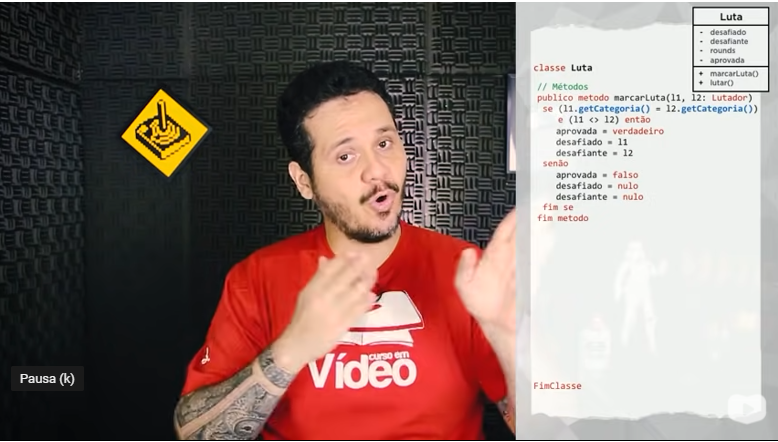 Luta
- desafiado
- desafiante
- rounds
- aprovada
+ marcarLuta()
+ lutar()
classe Luta
// Métodos
publico metodo marcarLuta(l1, l2: Lutador)
se (l1.getCategoria() = l2.getCategoria())
e (l1 <> l2) então
aprovada = verdadeiro
desafiado = l1
desafiante = l2
senão
aprovada = falso
desafiado = nulo
desafiante = nulo
fim se
fim metodo
FimClasse
Pausa (k)
curso em
Vídeo